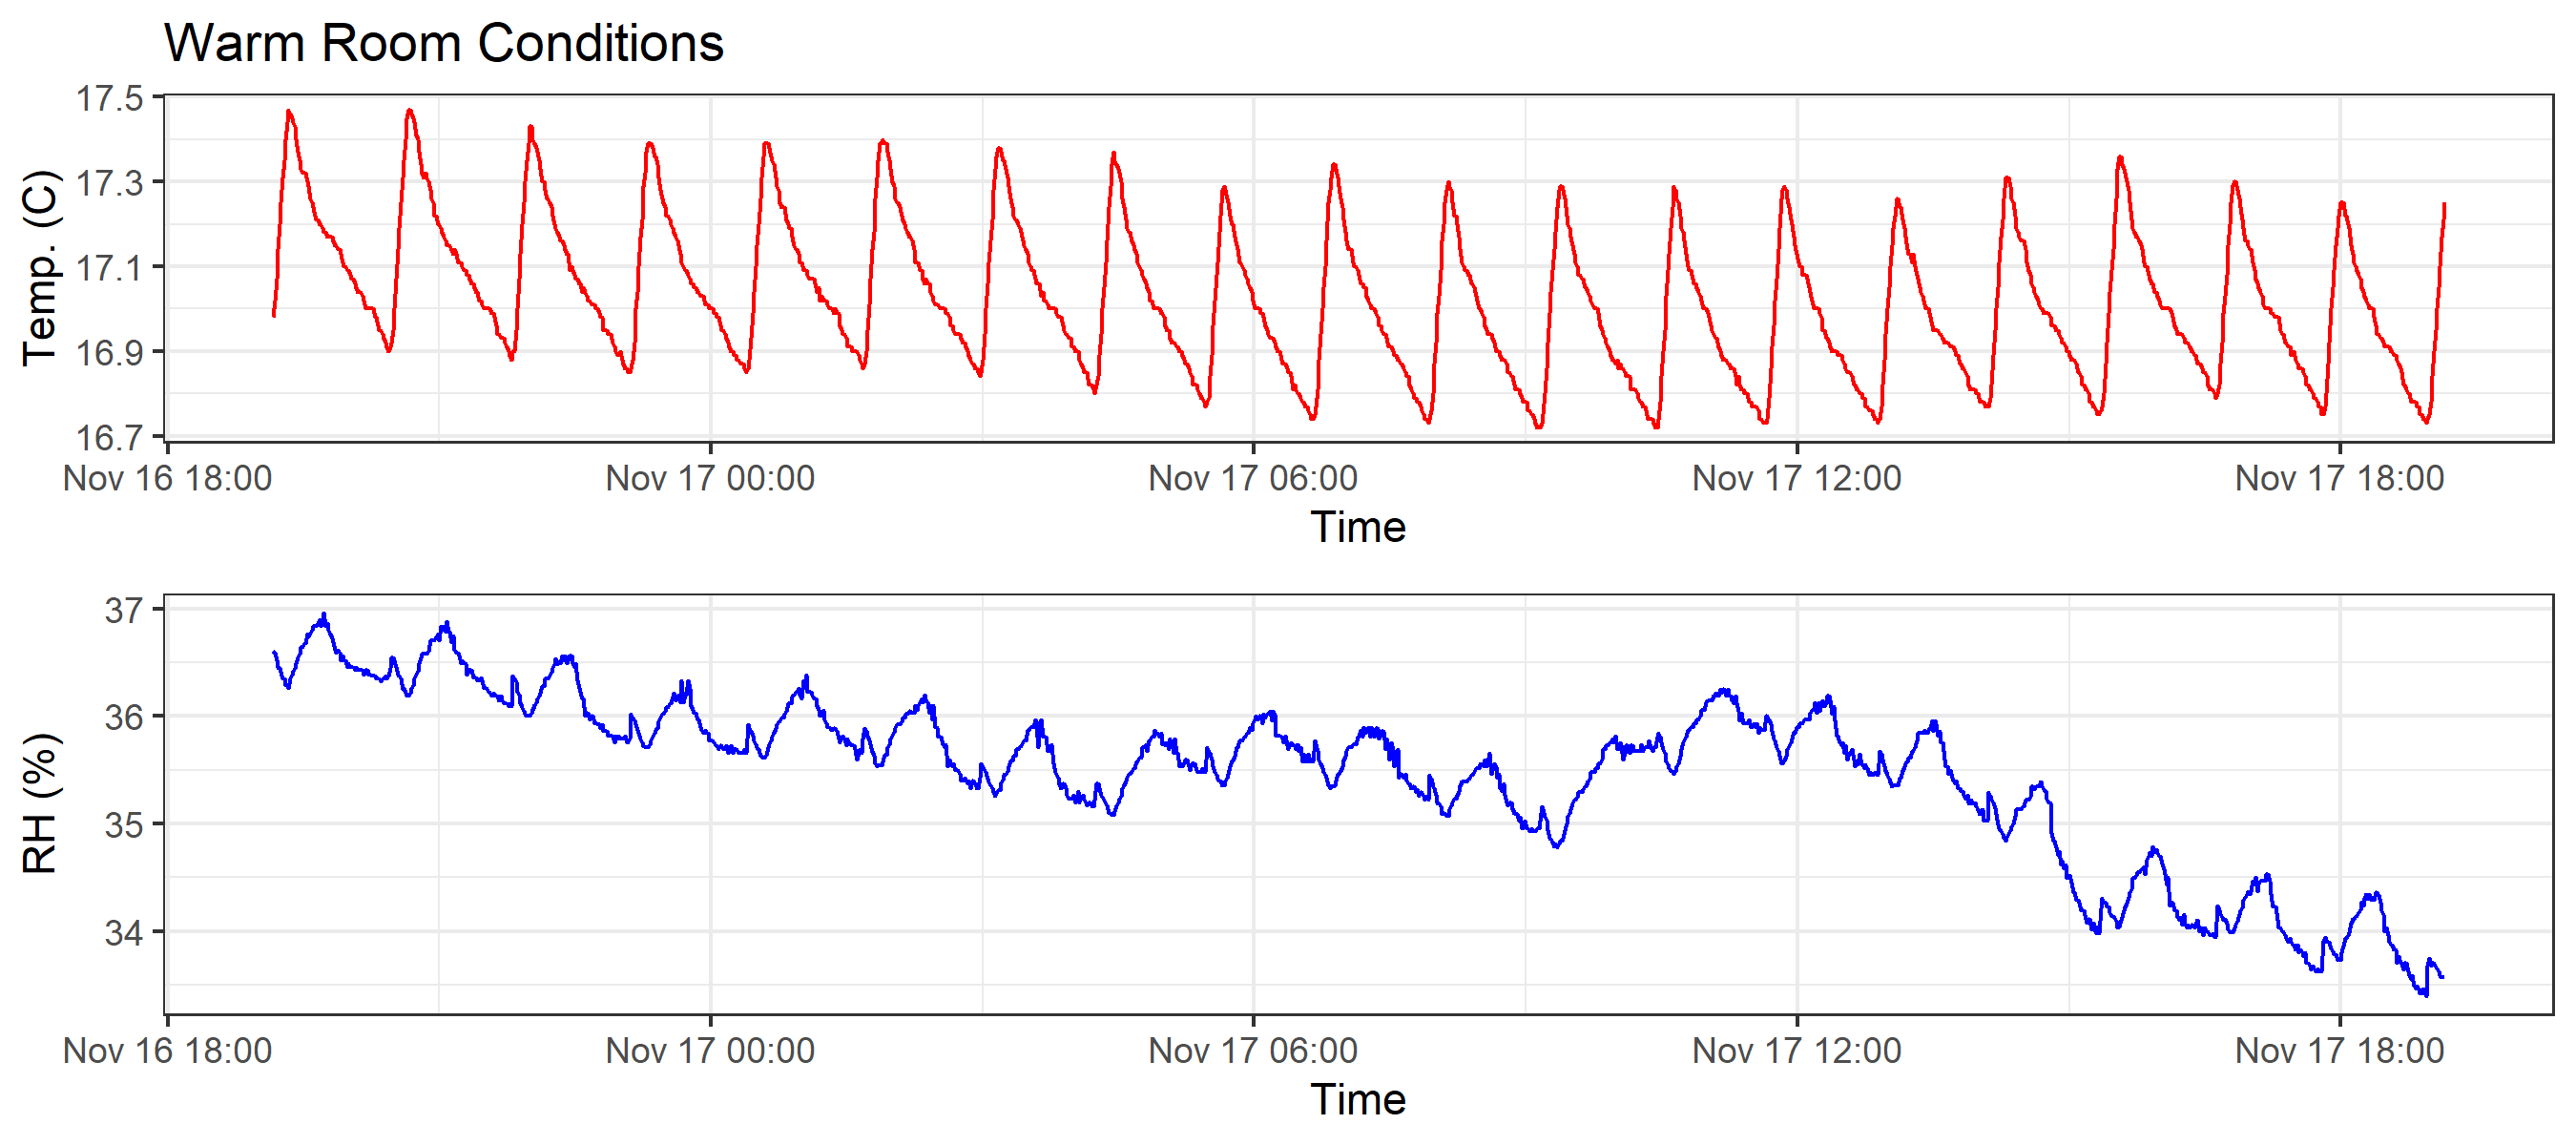 Warm Room Conditions
Temp. (C)
17.5
17.3
17.1
16.9
16.7
Nov 16 18:00 Nov 17 00:00 Nov 17 06:00 Nov 17 12:00 Nov 17 18:00
Time
RH (%)
37
36
35
34
Nov 16 18:00 Nov 17 00:00 Nov 17 06:00 Nov 17 12:00 Nov 17 18:00
Time